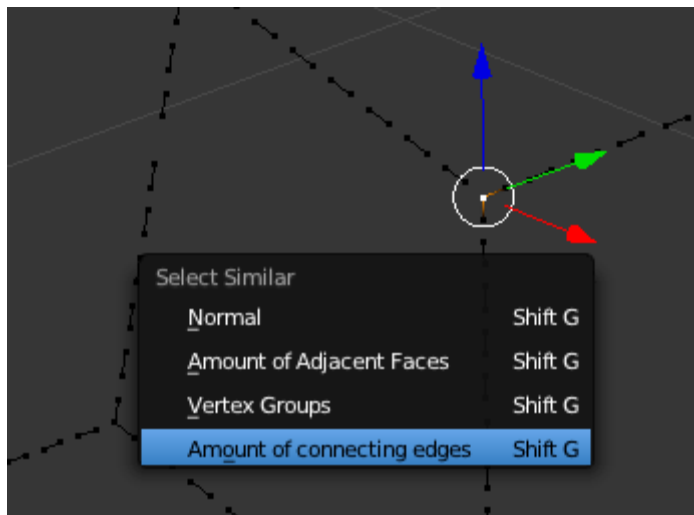 Select Similar
Normal Shift G
Amount of Adjacent Faces Shift G
Vertex Groups Shift G
Amount of connecting edges Shift G